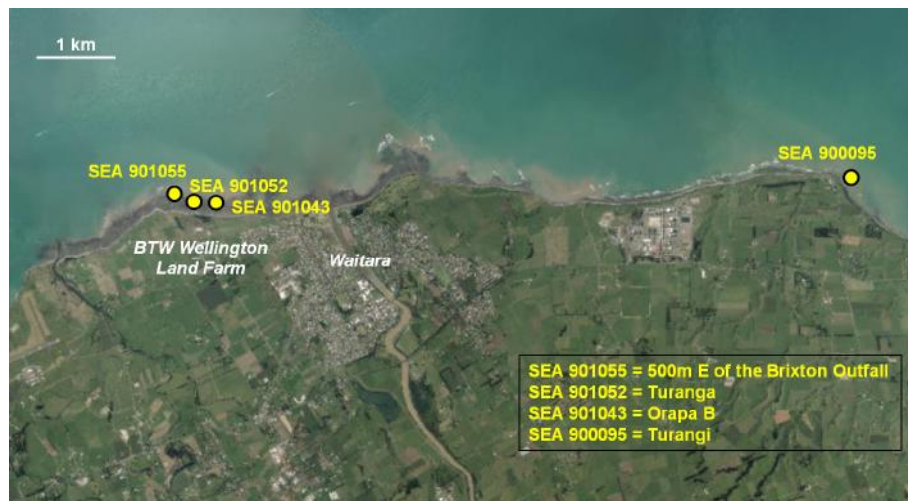 1 km
SEA 900095
SEA 901055
SEA 901052
SEA 901043
BTW Wellington
Land Farm
Waitara
SEA 901055 = 500m E of the Brixton Outfall
SEA 901052 = Turanga
SEA 901043 = Orapa B
SEA 900095 = Turangi